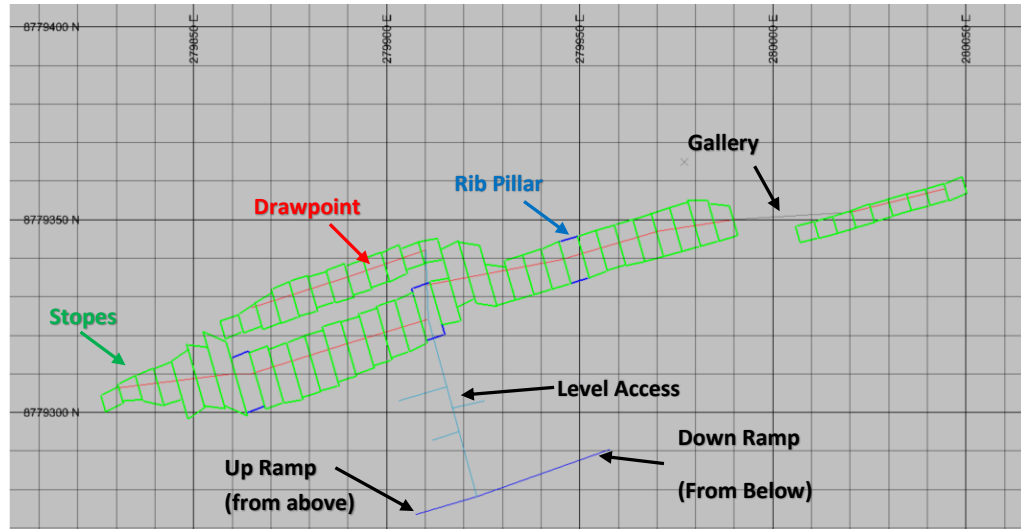 279850 E
279900 E
279950 E
280000 E
280050 E
8779400 N
Gallery
Rib Pillar
Drawpoint
8779350 N
Stopes
Level Access
8779300 N
Down Ramp
(From Below)
Up Ramp
(from above)